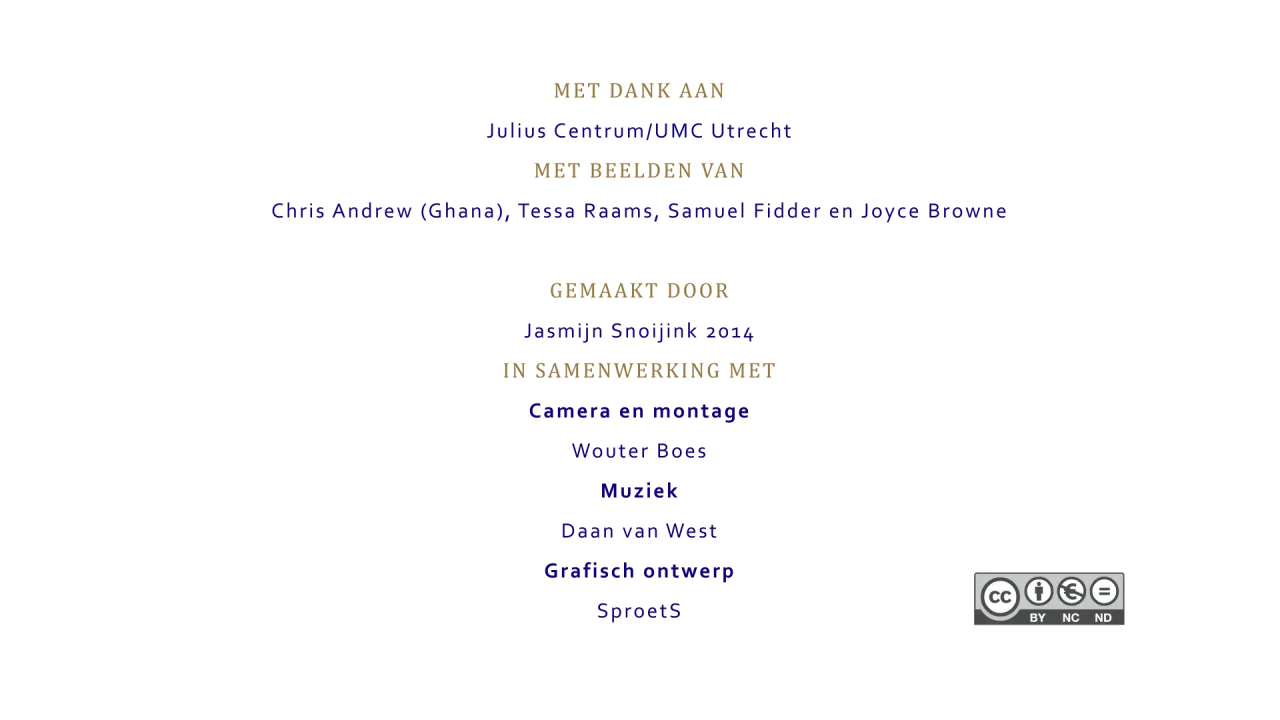 MET DANK AAN
Julius Centrum/UMC Utrecht
MET BEELDEN VAN
Chris Andrew (Ghana), Tessa Raams, Samuel Fidder en Joyce Browne
GEMAAKT DOOR
Jasmijn Snoijink 2014
IN SAMENWERKING MET
Camera en montage
Wouter Boes
Muziek
Daan van West
Grafisch ontwerp
SproetS
cc € =
BY NC ND